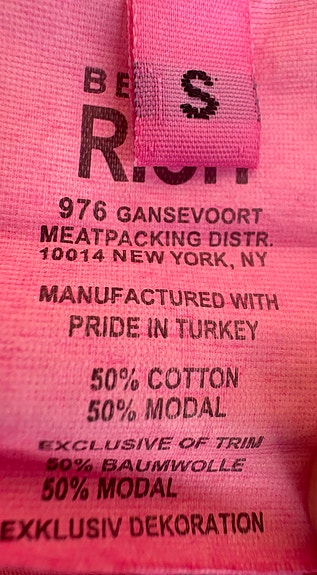 S
BE
976 GANSEVOORT
MEATPACKING DISTR.
10014 NEW YORK, NY
MANUFACTURED WITH
PRIDE IN TURKEY
50% COTTON
50% MODAL
EXCLUSIVE OF TRIM
50% BAUMWOLLE
50% MODAL
EXKLUSIV DEKORATION